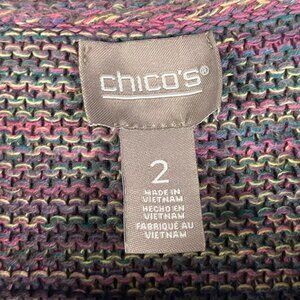 chico's®
2
MADE IN
VIETNAM
HECHO EN
VIETNAM
FABRIQUÉ AU
VIETNAM